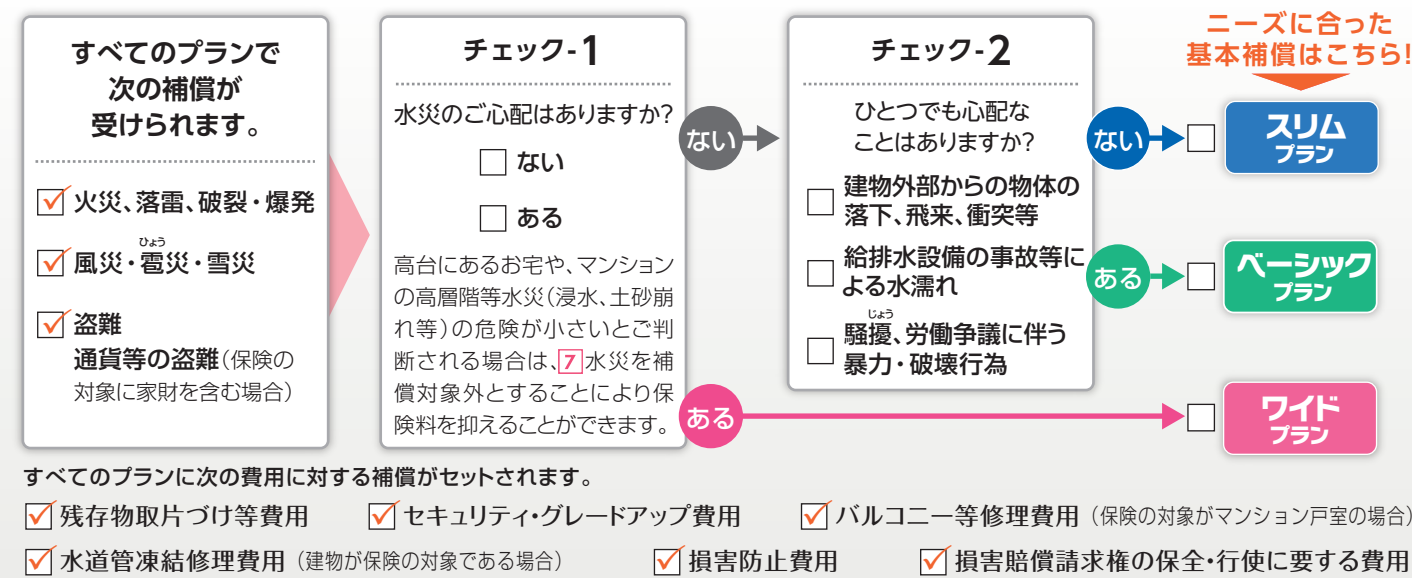 すべてのプランで
次の補償が
受けられます。
火災、落雷、破裂・爆発
ひょう
風災・雹災・雪災
盗難
通貨等の盗難(保険の
対象に家財を含む場合)
チェック-1
水災のご心配はありますか?
ない
ある
高台にあるお宅や、マンション
の高層階等水災(浸水、土砂崩
れ等)の危険が小さいとご判
断される場合は、7水災を補
償対象外とすることにより保
険料を抑えることができます。
ない
ある
チェック-2
ひとつでも心配な
ことはありますか?
建物外部からの物体の
落下、飛来、衝突等
給排水設備の事故等に
よる水濡れ
じょう
騒擾、労働争議に伴う
暴力・破壊行為
ない
ある
ニーズに合った
基本補償はこちら!
スリム
プラン
ベーシック
プラン
ワイド
プラン
すべてのプランに次の費用に対する補償がセットされます。
残存物取片づけ等費用 セキュリティ・グレードアップ費用 バルコニー等修理費用(保険の対象がマンション戸室の場合)
水道管凍結修理費用(建物が保険の対象である場合) 損害防止費用 損害賠償請求権の保全・行使に要する費用